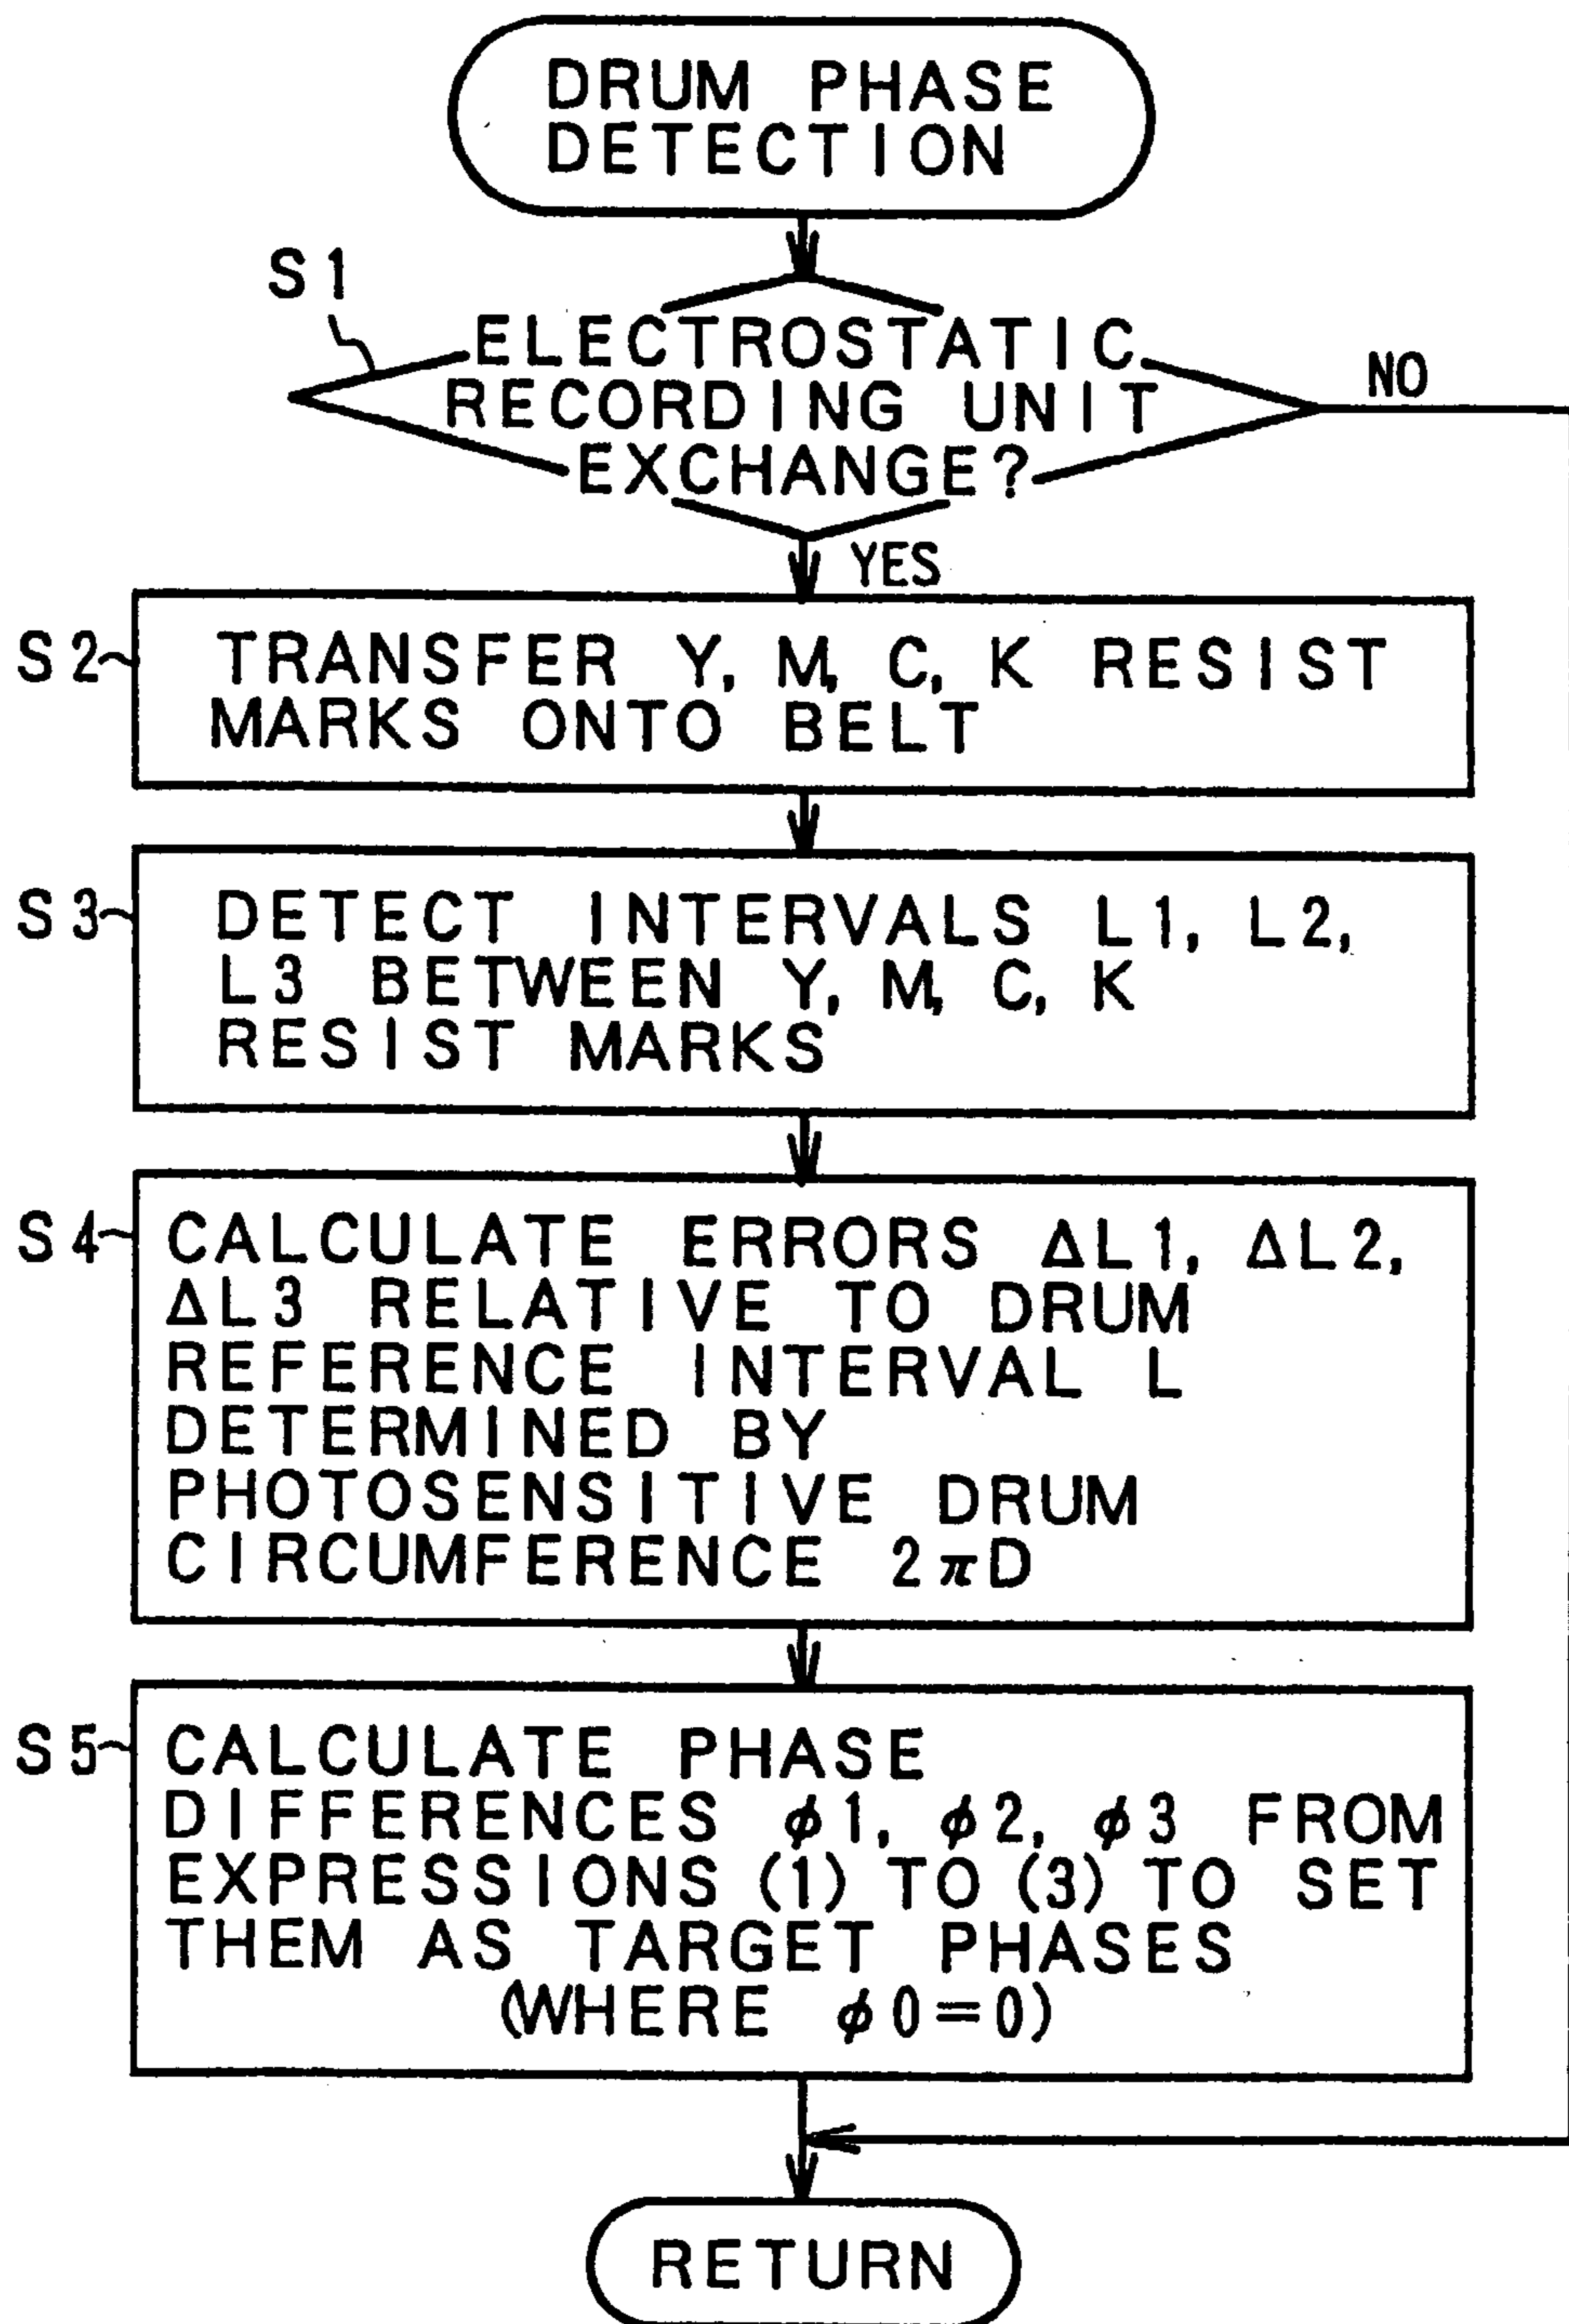 DRUM PHASE
DETECTION
S1
ELECTROSTATIC
RECORDING UNIT
EXCHANGE?
NO
YES
S2
TRANSFER Y, M, C, K RESIST
MARKS ONTO BELT
S3
DETECT INTERVALS L1, L2,
L3 BETWEEN Y, M, C, K
RESIST MARKS
S4
CALCULATE ERRORS ΔL1, ΔL2,
ΔL3 RELATIVE TO DRUM
REFERENCE INTERVAL L
DETERMINED BY
PHOTOSENSITIVE DRUM
CIRCUMFERENCE 2πD
S5
CALCULATE PHASE
DIFFERENCES ϕ1, ϕ2, ϕ3 FROM
EXPRESSIONS (1) TO (3) TO SET
THEM AS TARGET PHASES
(WHERE ϕ0=0)
RETURN